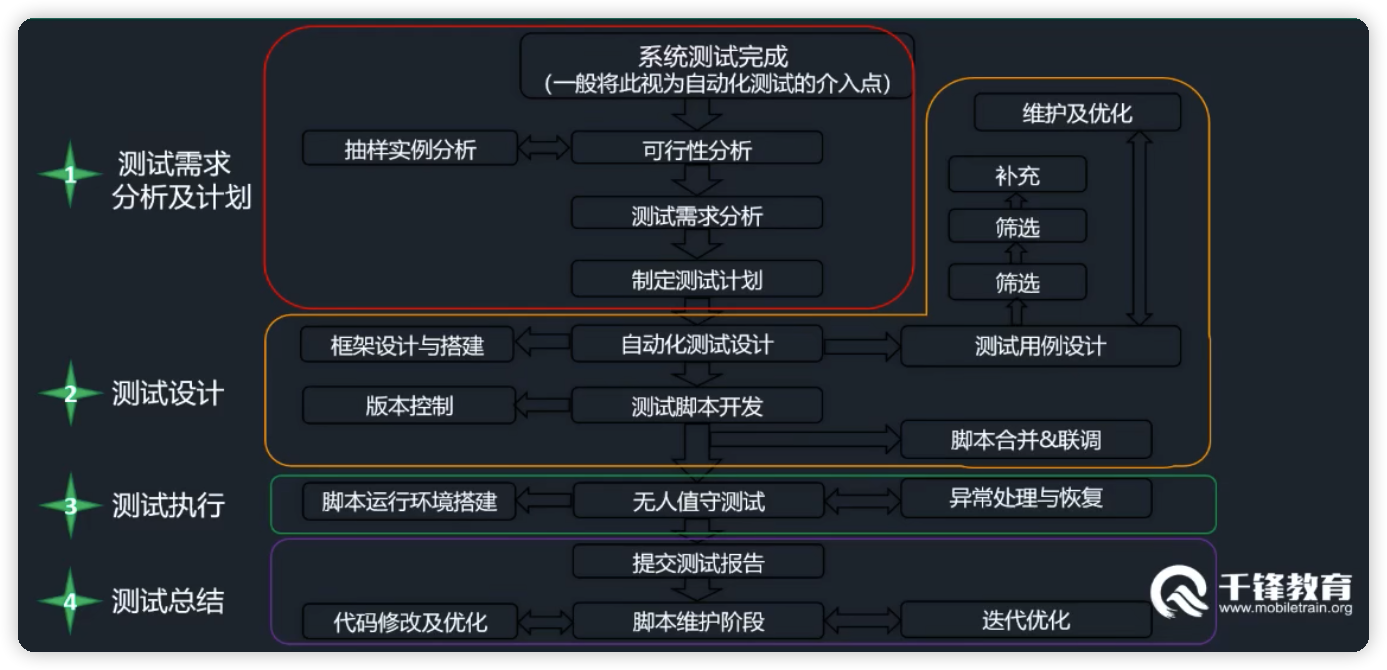 系统测试完成
(一般将此视为自动化测试的介入点)
维护及优化
1
测试需求
分析及计划
抽样实例分析
可行性分析
补充
测试需求分析
筛选
制定测试计划
筛选
2
测试设计
框架设计与搭建
自动化测试设计
测试用例设计
版本控制
测试脚本开发
脚本合并&联调
3
测试执行
脚本运行环境搭建
无人值守测试
异常处理与恢复
4
测试总结
提交测试报告
代码修改及优化
脚本维护阶段
迭代优化
千锋教育
www.mobiletrain.org